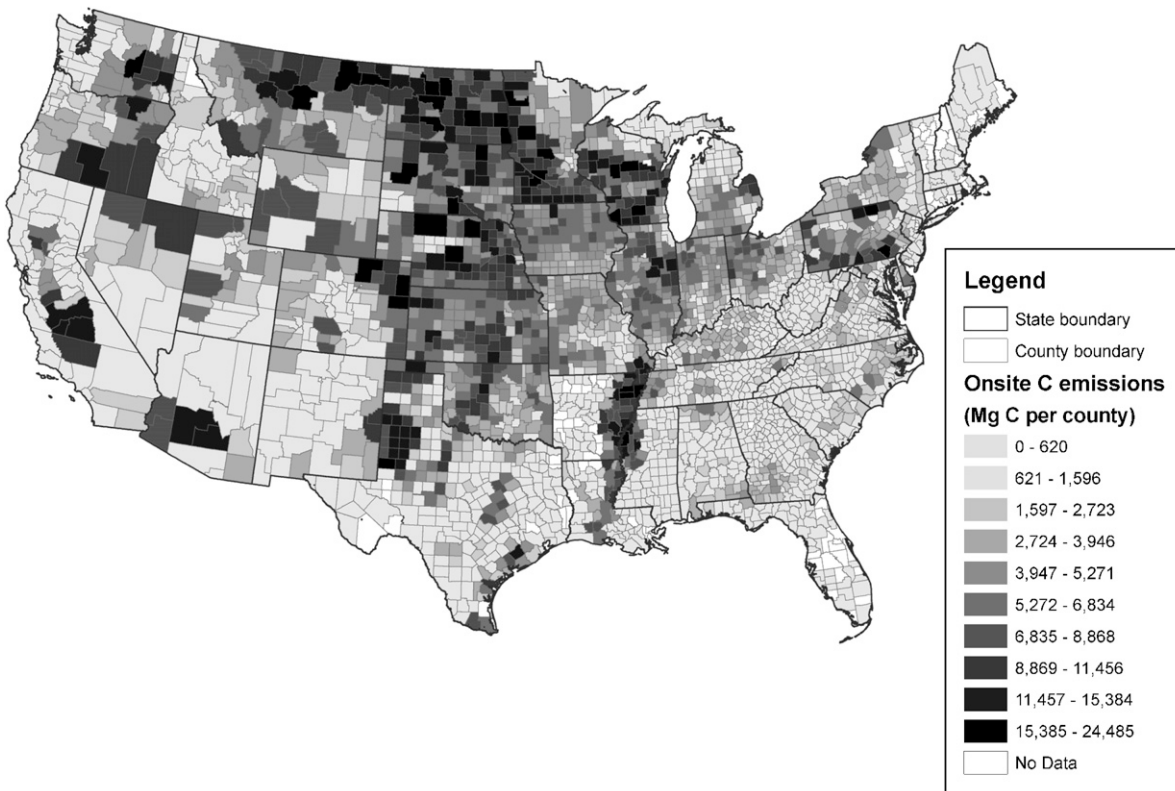 Legend
State boundary
County boundary
Onsite C emissions
(Mg C per county)
0 - 620
621 - 1,596
1,597 - 2,723
2,724 - 3,946
3,947 - 5,271
5,272 - 6,834
6,835 - 8,868
8,869 - 11,456
11,457 - 15,384
15,385 - 24,485
No Data